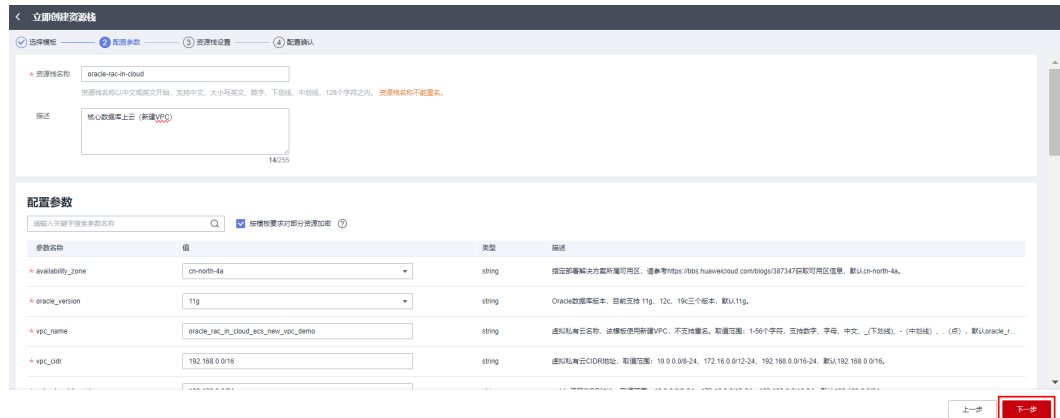 立即创建资源栈
选择模板 2 配置参数 3 资源栈设置 4 配置确认
* 资源栈名称 oracle-rac-in-cloud
资源栈名称以中文或英文开始，支持中文、大小写英文、数字、下划线、中划线，128个字符之内。 资源栈名称不能重名。
描述 核心数据库上云（新建VPC）
14/255
配置参数
请输入关键字搜索参数名称 按模板要求对部分资源加密
参数名称 值 类型 描述
* availability_zone cn-north-4a string 指定部署解决方案所属可用区，请参考https://bbs.huaweicloud.com/blogs/387347获取可用区信息，默认cn-north-4a。
* oracle_version 11g string Oracle数据库版本，目前支持 11g、12c、19c三个版本，默认11g。
* vpc_name oracle_rac_in_cloud_ecs_new_vpc_demo string 虚拟私有云名称，该模板使用新建VPC，不支持重名。取值范围：1-56个字符，支持数字、字母、中文、_(下划线)、-（中划线）、.（点），默认oracle_r...
* vpc_cidr 192.168.0.0/16 string 虚拟私有云CIDR地址，取值范围：10.0.0.0/8-24、172.16.0.0/12-24、192.168.0.0/16-24，默认192.168.0.0/16。
上一步 下一步